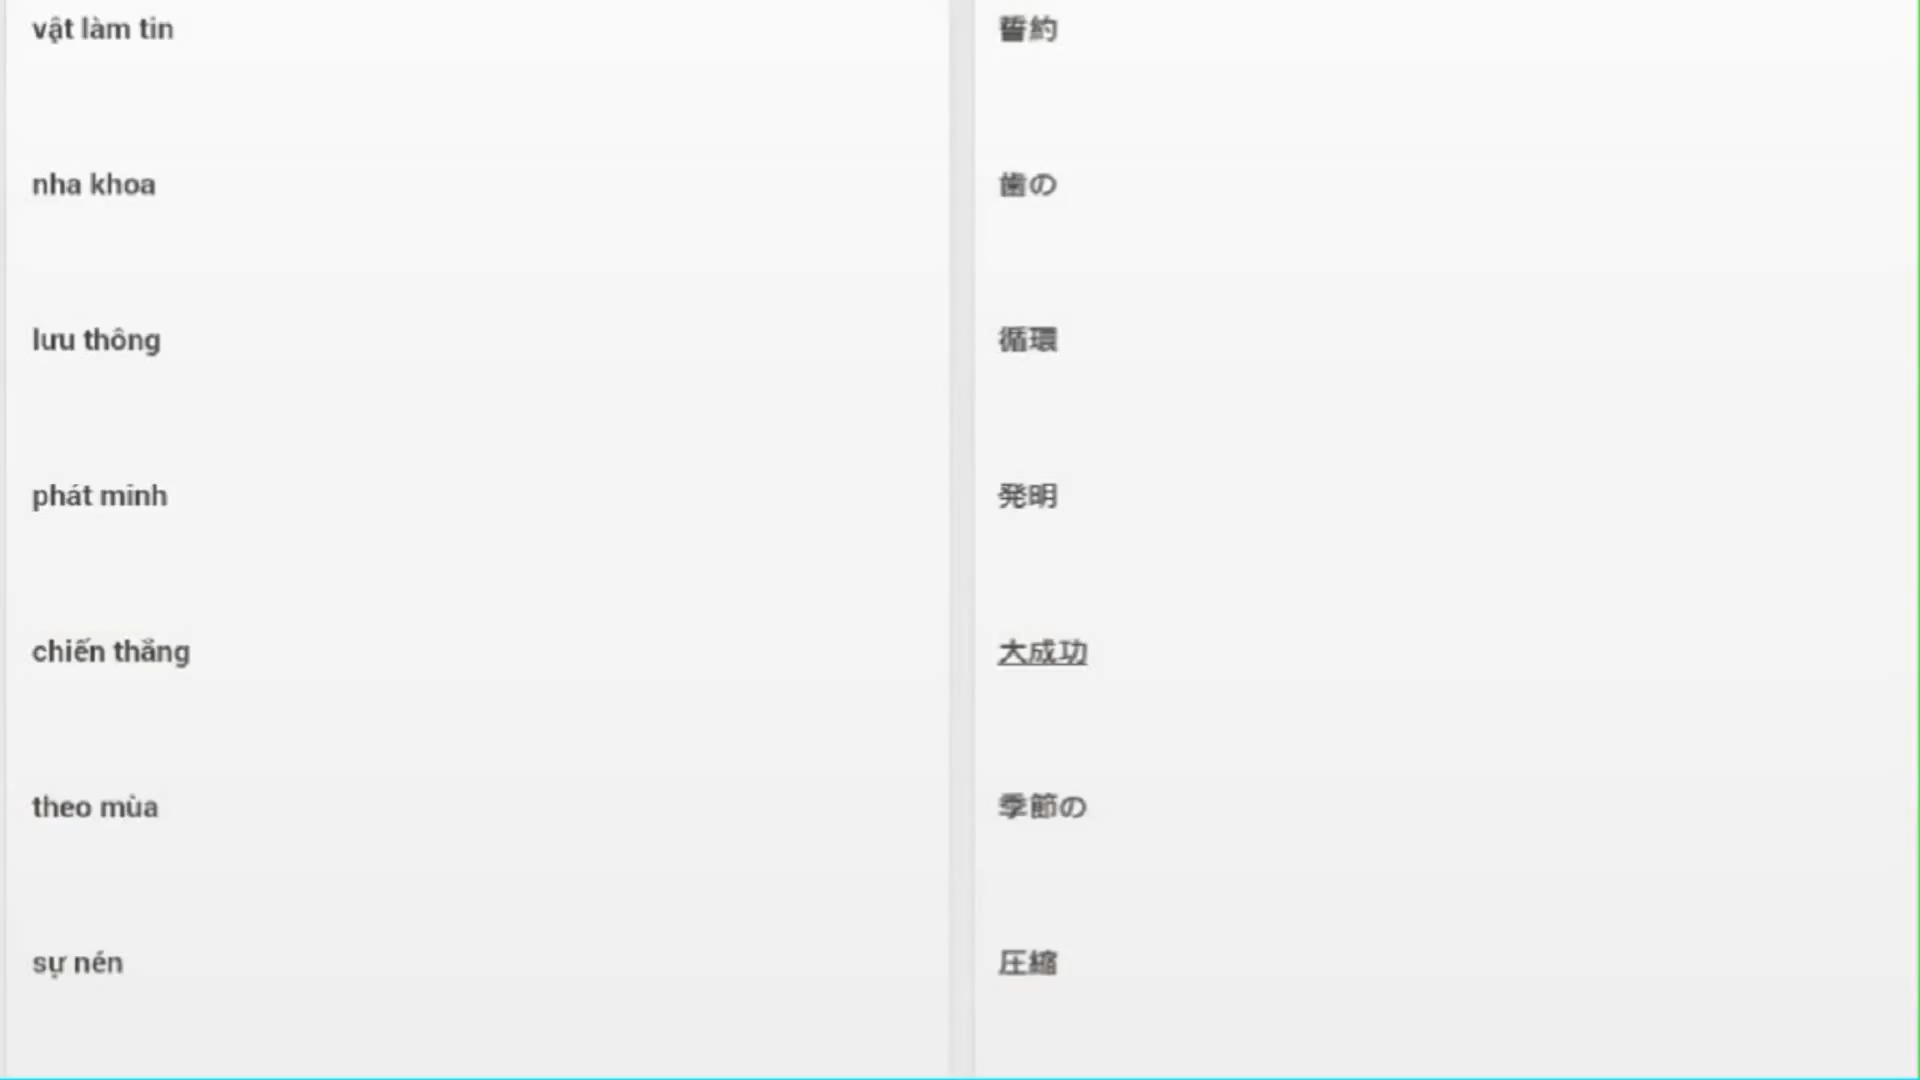 vật làm tin
誓約
nha khoa
歯の
lưu thông
循環
phát minh
発明
chiến thắng
大成功
theo mùa
季節の
sự nén
圧縮